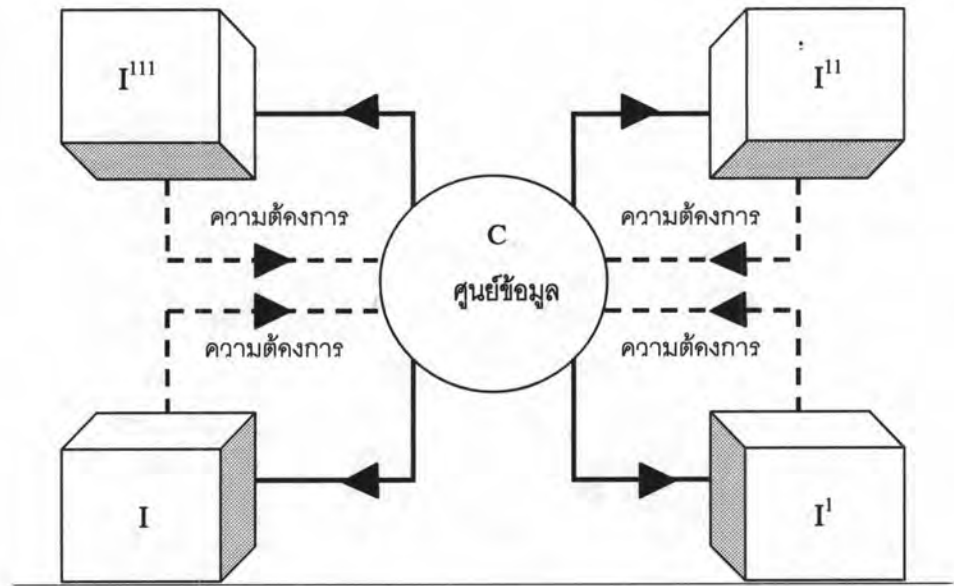 I¹¹¹
I¹¹
ความต้องการ
ความต้องการ
C
ศูนย์ข้อมูล
ความต้องการ
ความต้องการ
I
I¹